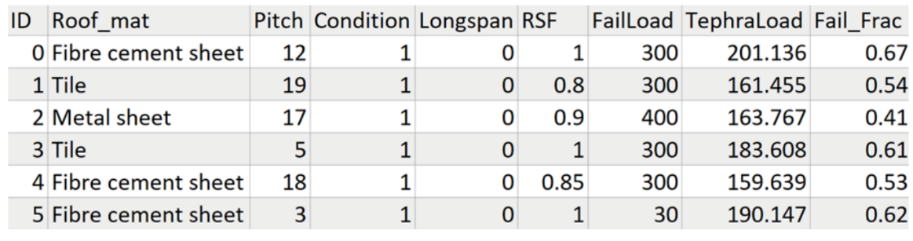 ID Roof_mat Pitch Condition Longspan RSF FailLoad TephraLoad Fail_Frac
0 Fibre cement sheet 12 1 0 1 300 201.136 0.67
1 Tile 19 1 0 0.8 300 161.455 0.54
2 Metal sheet 17 1 0 0.9 400 163.767 0.41
3 Tile 5 1 0 1 300 183.608 0.61
4 Fibre cement sheet 18 1 0 0.85 300 159.639 0.53
5 Fibre cement sheet 3 1 0 1 30 190.147 0.62